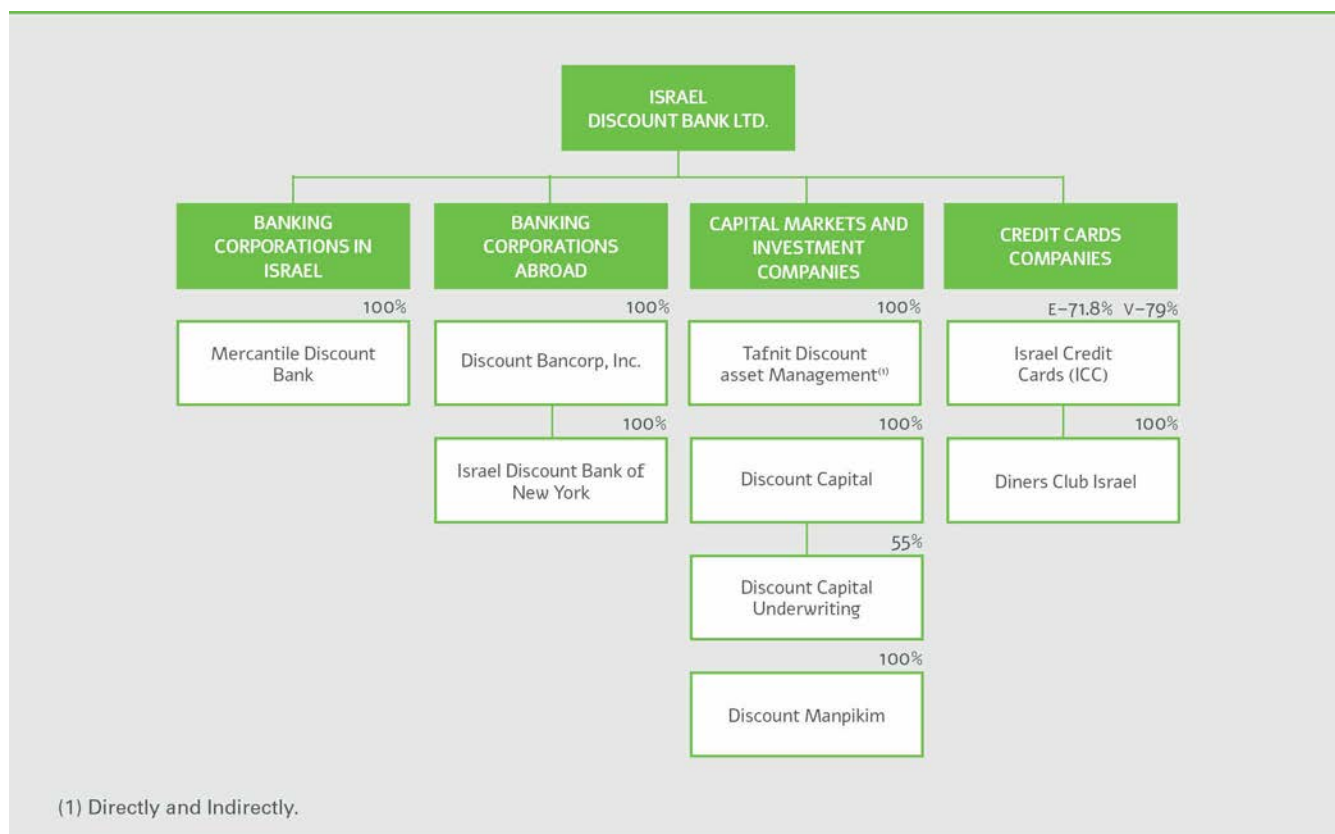 ISRAEL
DISCOUNT BANK LTD.
BANKING
CORPORATIONS IN
ISRAEL
BANKING
CORPORATIONS
ABROAD
CAPITAL MARKETS AND
INVESTMENT
COMPANIES
CREDIT CARDS
COMPANIES
100%
100%
100%
E–71.8% V–79%
Mercantile Discount
Bank
Discount Bancorp, Inc.
Tafnit Discount
asset Management(1)
Israel Credit
Cards (ICC)
100%
100%
100%
Israel Discount Bank of
New York
Discount Capital
Diners Club Israel
55%
Discount Capital
Underwriting
100%
Discount Manpikim
(1) Directly and Indirectly.